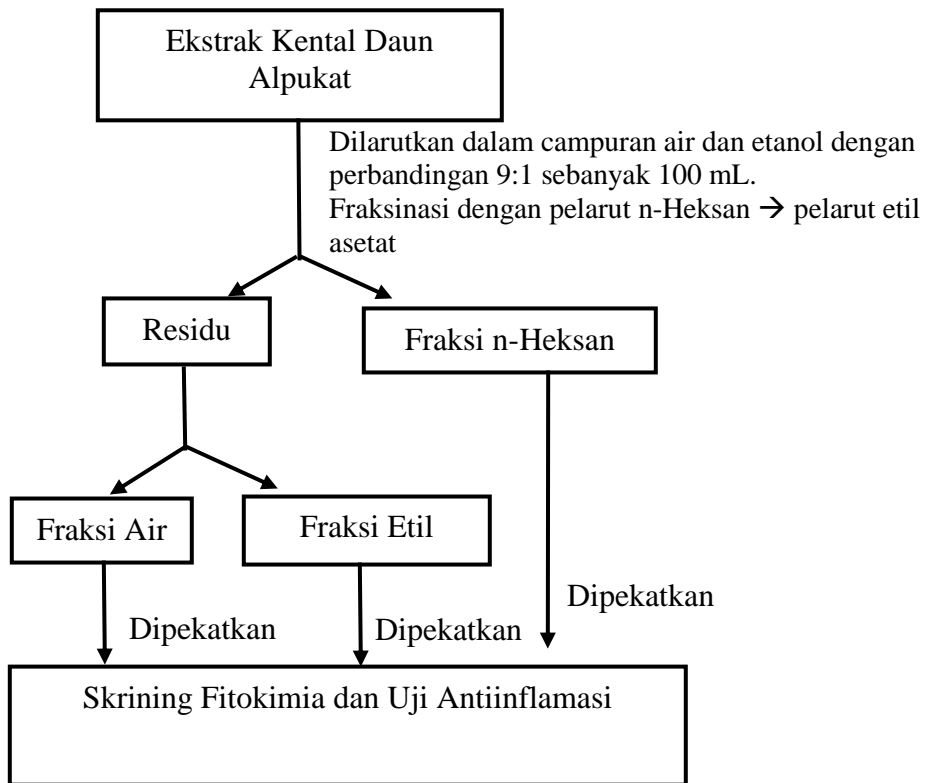 Ekstrak Kental Daun
Alpukat
Dilarutkan dalam campuran air dan etanol dengan
perbandingan 9:1 sebanyak 100 mL.
Fraksinasi dengan pelarut n-Heksan → pelarut etil
asetat
Residu
Fraksi n-Heksan
Fraksi Air
Fraksi Etil
Dipekatkan
Dipekatkan
Dipekatkan
Skrining Fitokimia dan Uji Antiinflamasi